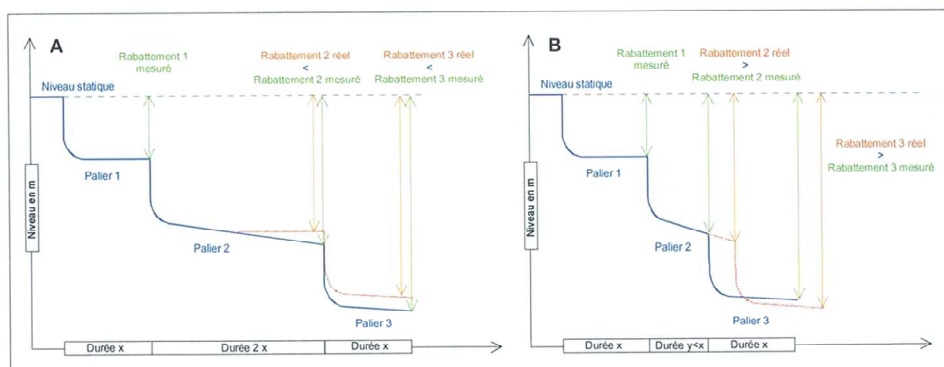 A
Rabattement 1
mesuré
Rabattement 2 réel
<
Rabattement 2 mesuré
Rabattement 3 réel
<
Rabattement 3 mesuré
Niveau statique
Palier 1
Palier 2
Palier 3
Niveau en m
Durée x
Durée 2 x
Durée x
B
Rabattement 1
mesuré
Rabattement 2 réel
>
Rabattement 2 mesuré
Niveau statique
Rabattement 3 réel
>
Rabattement 3 mesuré
Palier 1
Palier 2
Palier 3
Niveau en m
Durée x
Durée y<x
Durée x